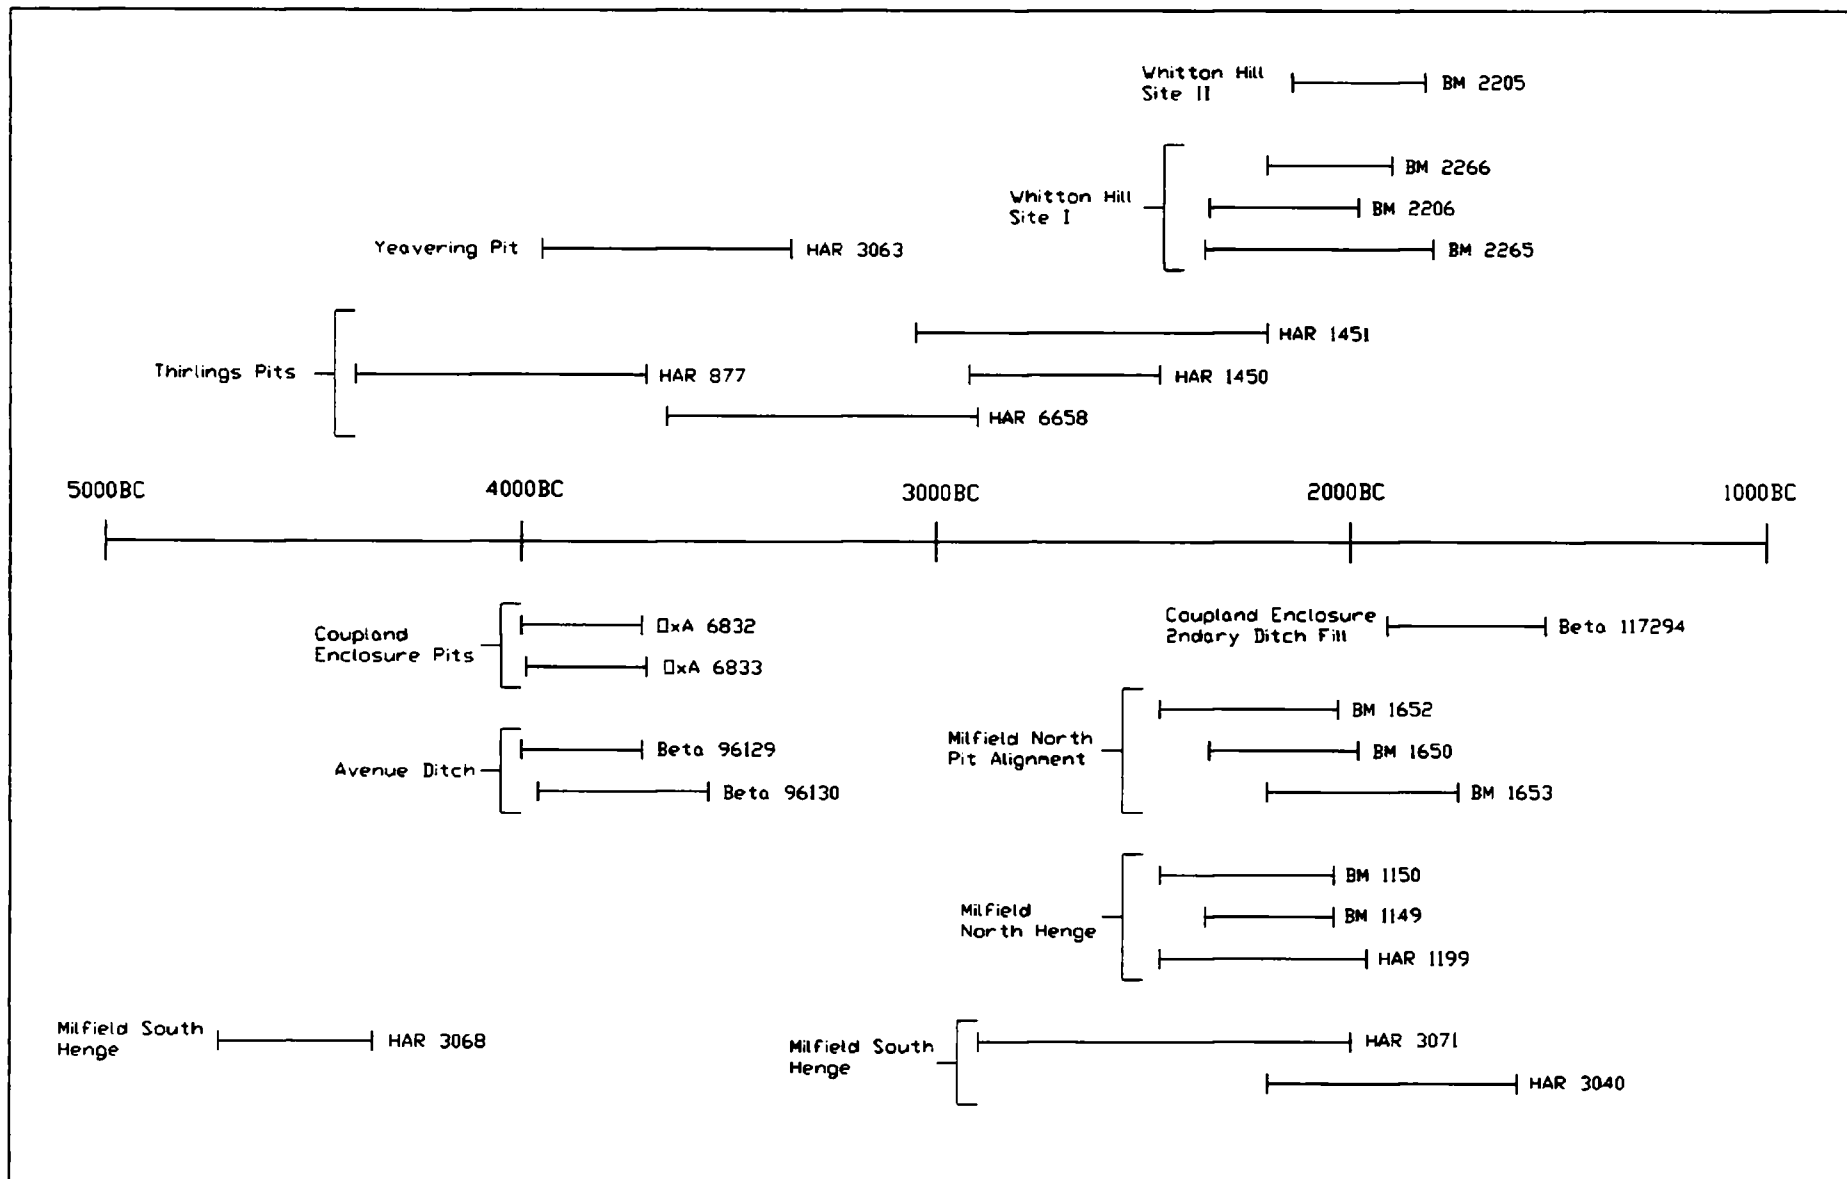 Whitton Hill
Site II
BM 2205
BM 2266
Whitton Hill
Site I
BM 2206
Yeavering Pit
HAR 3063
BM 2265
HAR 1451
Thirlings Pits
HAR 877
HAR 1450
HAR 6658
5000BC
4000BC
3000BC
2000BC
1000BC
Coupland
Enclosure Pits
OxA 6832
OxA 6833
Coupland Enclosure
2ndary Ditch Fill
Beta 117294
Avenue Ditch
Beta 96129
Beta 96130
Milfield North
Pit Alignment
BM 1652
BM 1650
BM 1653
Milfield
North Henge
BM 1150
BM 1149
HAR 1199
Milfield South
Henge
HAR 3068
Milfield South
Henge
HAR 3071
HAR 3040